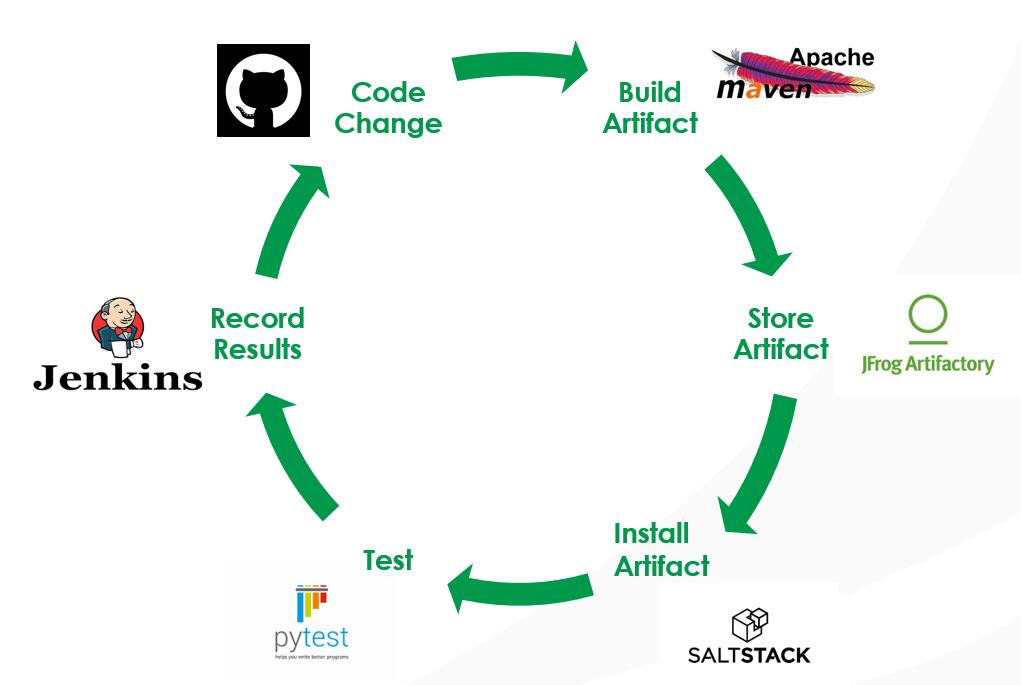 Code
Change
Build
Artifact
Apache
maven
Store
Artifact
JFrog Artifactory
Install
Artifact
SALTSTACK
Test
pytest
helps you write better programs
Record
Results
Jenkins